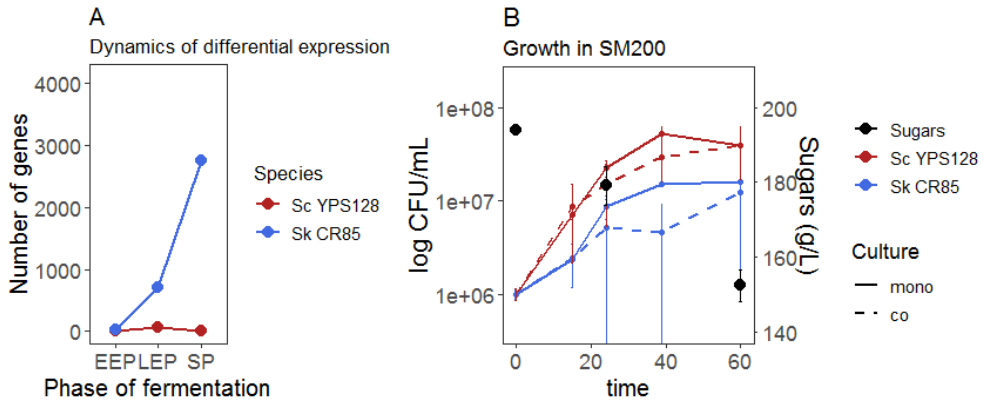 A
Dynamics of differential expression
4000
3000
2000
1000
0
Number of genes
EEP LEP SP
Phase of fermentation
Species
Sc YPS128
Sk CR85
B
Growth in SM200
1e+08
1e+07
1e+06
log CFU/mL
200
180
160
140
Sugars (g/L)
0 20 40 60
time
Sugars
Sc YPS128
Sk CR85
Culture
mono
co